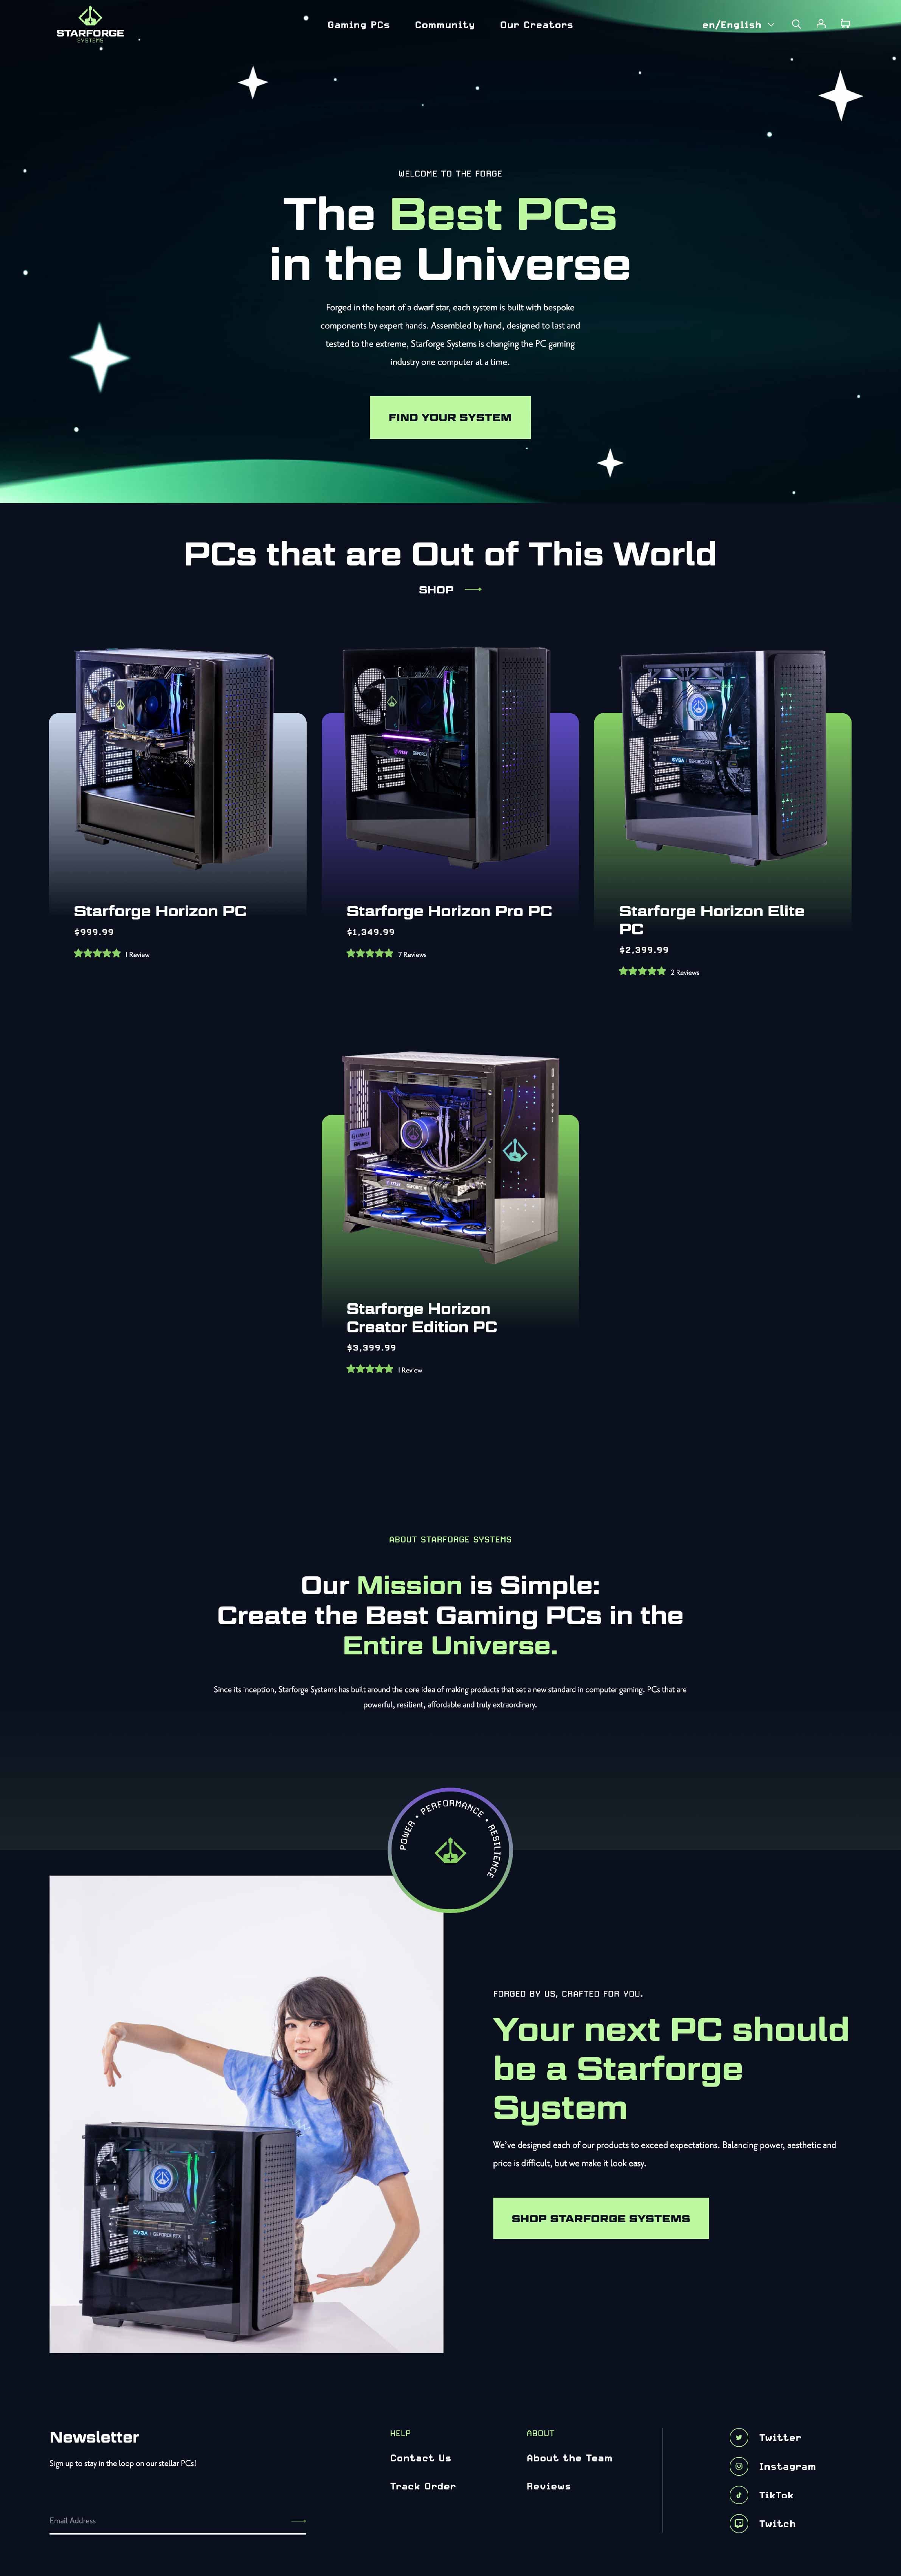 STARFORGE
SYSTEMS
Gaming PCs
Community
Our Creators
en/English
WELCOME TO THE FORGE
The Best PCs
in the Universe
Forged in the heart of a dwarf star, each system is built with bespoke
components by expert hands. Assembled by hand, designed to last and
tested to the extreme, Starforge Systems is changing the PC gaming
industry one computer at a time.
FIND YOUR SYSTEM
PCs that are Out of This World
SHOP
Starforge Horizon PC
$999.99
1 Review
Starforge Horizon Pro PC
$1,349.99
7 Reviews
EVGA GEFORCE RTX
Starforge Horizon Elite
PC
$2,399.99
2 Reviews
Starforge Horizon
Creator Edition PC
$3,399.99
1 Review
ABOUT STARFORGE SYSTEMS
Our Mission is Simple:
Create the Best Gaming PCs in the
Entire Universe.
Since its inception, Starforge Systems has built around the core idea of making products that set a new standard in computer gaming. PCs that are
powerful, resilient, affordable and truly extraordinary.
POWER • PERFORMANCE • RESILIENCE
EVGA GEFORCE RTX
FORGED BY US, CRAFTED FOR YOU.
Your next PC should
be a Starforge
System
We've designed each of our products to exceed expectations. Balancing power, aesthetic and
price is difficult, but we make it look easy.
SHOP STARFORGE SYSTEMS
Newsletter
Sign up to stay in the loop on our stellar PCs!
Email Address
HELP
Contact Us
Track Order
ABOUT
About the Team
Reviews
Twitter
Instagram
TikTok
Twitch